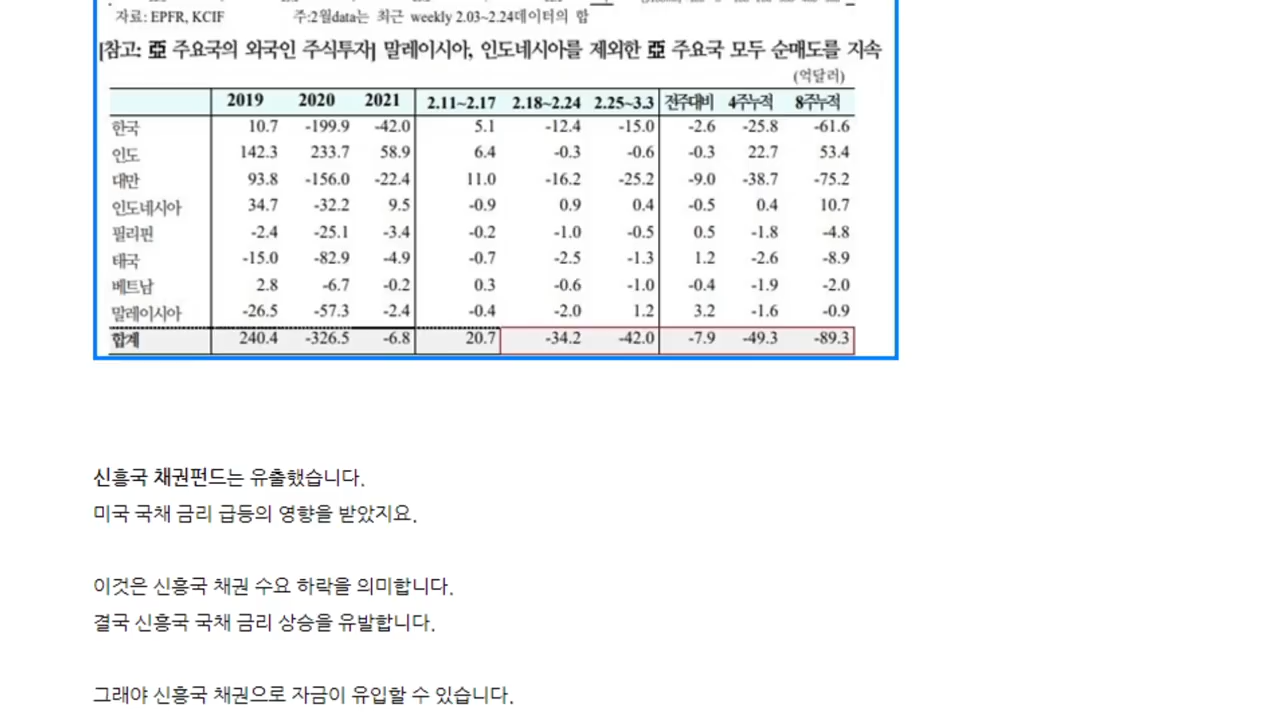 자료: EPFR, KCIF 주:2월data는 최근 weekly 2.03~2.24데이터의 합
[참고: 亞 주요국의 외국인 주식투자] 말레이시아, 인도네시아를 제외한 亞 주요국 모두 순매도를 지속
(억달러)
2019 2020 2021 2.11~2.17 2.18~2.24 2.25~3.3 전주대비 4주누적 8주누적
한국 10.7 -199.9 -42.0 5.1 -12.4 -15.0 -2.6 -25.8 -61.6
인도 142.3 233.7 58.9 6.4 -0.3 -0.6 -0.3 22.7 53.4
대만 93.8 -156.0 -22.4 11.0 -16.2 -25.2 -9.0 -38.7 -75.2
인도네시아 34.7 -32.2 9.5 -0.9 0.9 0.4 -0.5 0.4 10.7
필리핀 -2.4 -25.1 -3.4 -0.2 -1.0 -0.5 0.5 -1.8 -4.8
태국 -15.0 -82.9 -4.9 -0.7 -2.5 -1.3 1.2 -2.6 -8.9
베트남 2.8 -6.7 -0.2 0.3 -0.6 -1.0 -0.4 -1.9 -2.0
말레이시아 -26.5 -57.3 -2.4 -0.4 -2.0 1.2 3.2 -1.6 -0.9
합계 240.4 -326.5 -6.8 20.7 -34.2 -42.0 -7.9 -49.3 -89.3
신흥국 채권펀드는 유출했습니다.
미국 국채 금리 급등의 영향을 받았지요.
이것은 신흥국 채권 수요 하락을 의미합니다.
결국 신흥국 국채 금리 상승을 유발합니다.
그래야 신흥국 채권으로 자금이 유입할 수 있습니다.